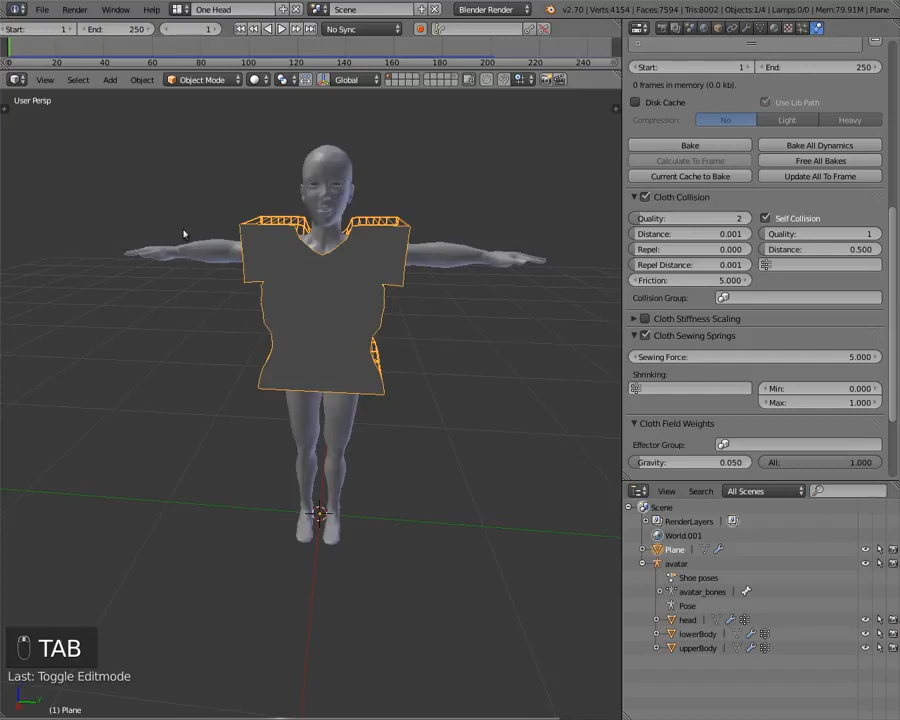 File Render Window Help One Head Scene Blender Render v2.70 | Verts:4154 | Faces:7594 | Tris:8002 | Objects:1/4 | Lamps:0/0 | Mem:79.91M | Plane
Start: 1 End: 250 1 No Sync
0 20 40 60 80 100 120 140 160 180 200 220 240
View Select Add Object Object Mode Global
User Persp
Start: 1 End: 250
0 frames in memory (0.0 kb).
Disk Cache Use Lib Path
Compression: No Light Heavy
Bake Bake All Dynamics
Calculate To Frame Free All Bakes
Current Cache to Bake Update All To Frame
Cloth Collision
Quality: 2 Self Collision
Distance: 0.001 Quality: 1
Repel: 0.000 Distance: 0.500
Repel Distance: 0.001
Friction: 5.000
Collision Group:
Cloth Stiffness Scaling
Cloth Sewing Springs
Sewing Force: 5.000
Shrinking:
Min: 0.000
Max: 1.000
Cloth Field Weights
Effector Group:
Gravity: 0.050 All: 1.000
View Search All Scenes
Scene
RenderLayers
World.001
Plane
avatar
Shoe poses
avatar_bones
Pose
head
lowerBody
upperBody
TAB
Last: Toggle Editmode
(1) Plane